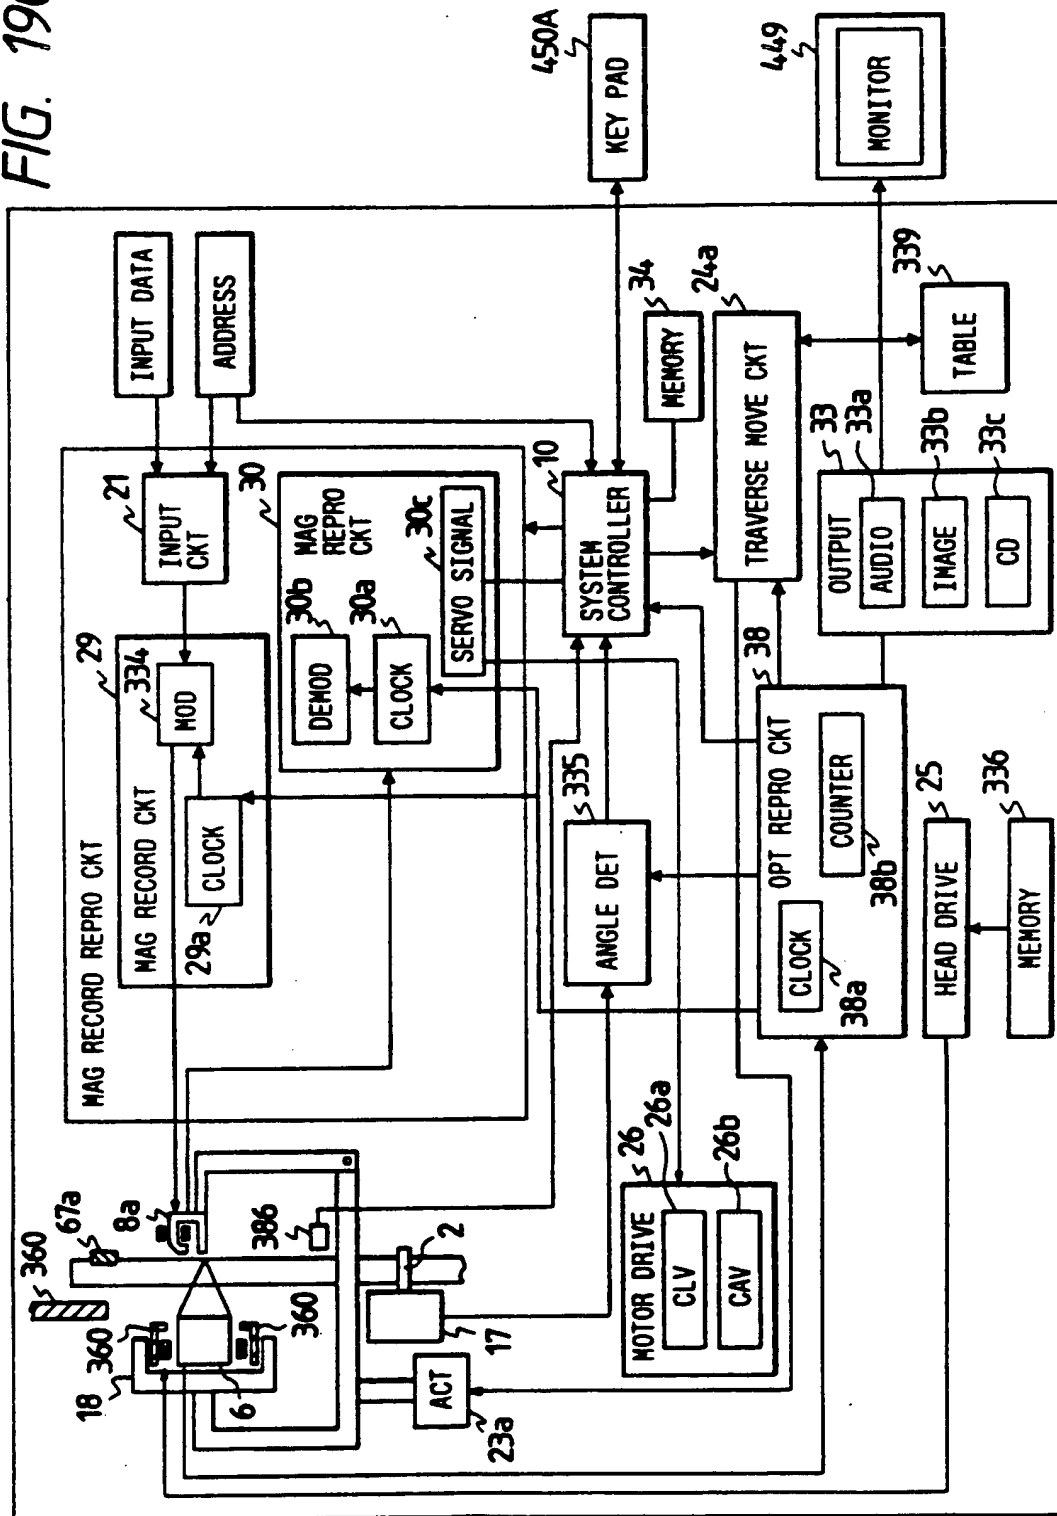 FIG. 190
INPUT DATA
ADDRESS
KEY PAD
450A
MONITOR
449
MAG RECORD REPRO CKT
INPUT CKT
21
MAG RECORD CKT
29
MOD
334
CLOCK
29a
30
MAG REPRO CKT
DEMOD
30b
CLOCK
30a
SERVO SIGNAL
30c
SYSTEM CONTROLLER
10
MEMORY
34
TRAVERSE MOVE CKT
24a
TABLE
339
OUTPUT
33
AUDIO
33a
IMAGE
33b
CD
33c
ANGLE DET
335
OPT REPRO CKT
38
CLOCK
38a
COUNTER
38b
HEAD DRIVE
25
MEMORY
336
MOTOR DRIVE
26
CLV
26a
CAV
26b
360
67a
8a
386
2
17
18
360
6
360
ACT
23a